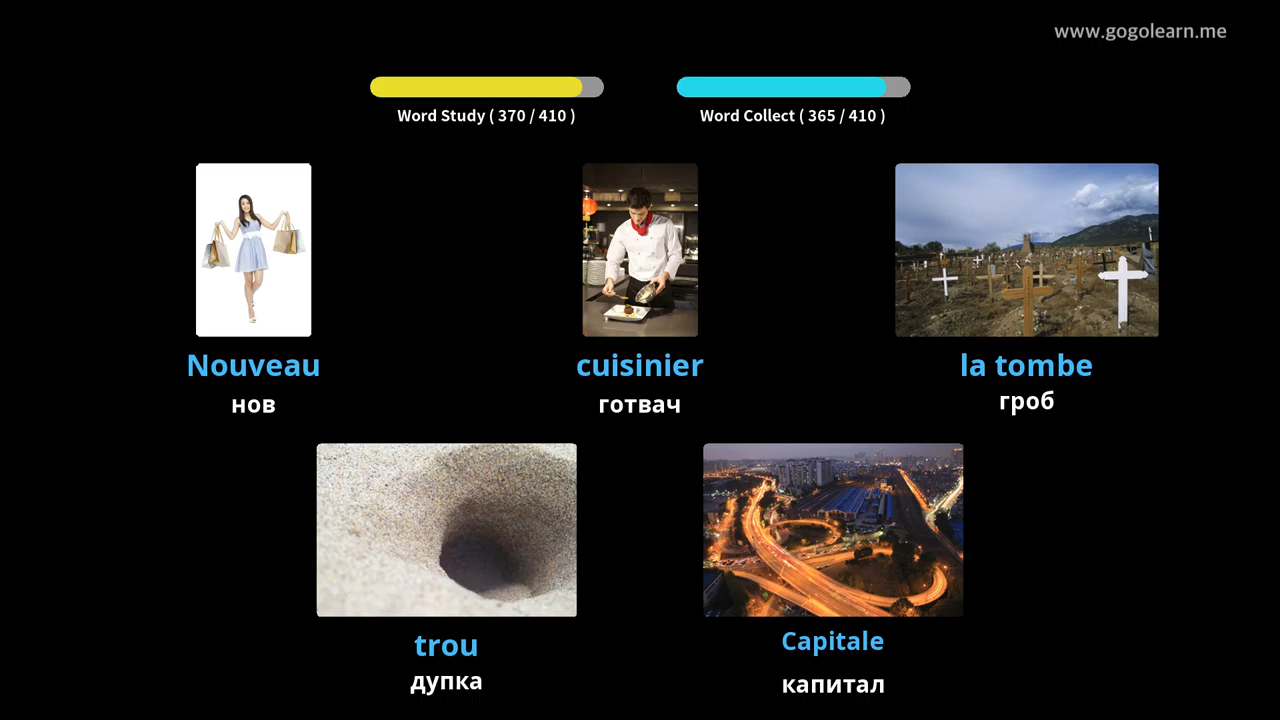 www.gogolearn.me
Word Study ( 370 / 410 )
Word Collect ( 365 / 410 )
Nouveau
нов
cuisinier
готвач
la tombe
гроб
trou
дупка
Capitale
капитал